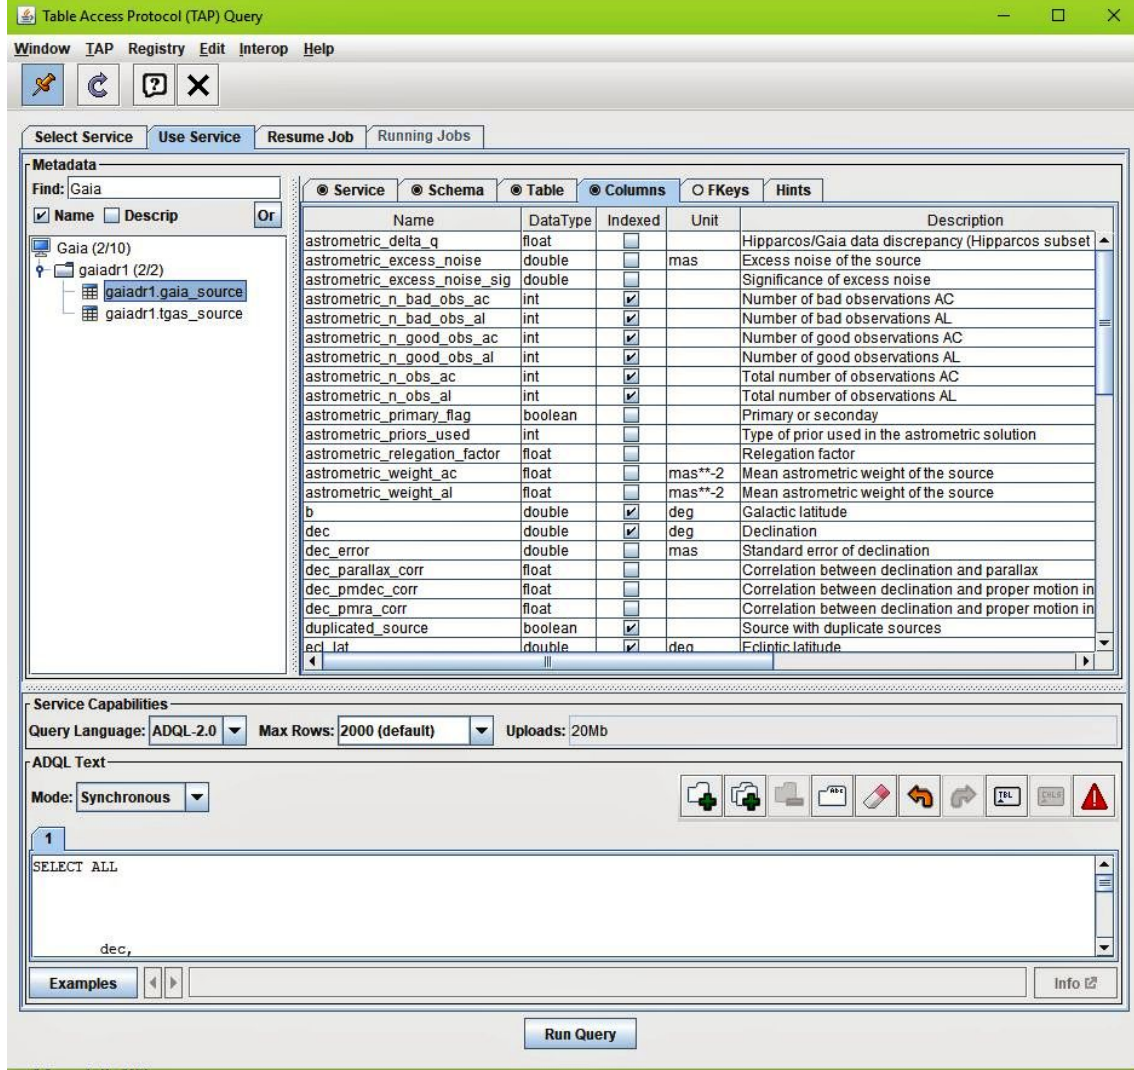 Table Access Protocol (TAP) Query
Window TAP Registry Edit Interop Help
Select Service Use Service Resume Job Running Jobs
Metadata
Find: Gaia
Name Descrip Or
Gaia (2/10)
gaiadr1 (2/2)
gaiadr1.gaia_source
gaiadr1.tgas_source
Service Schema Table Columns FKeys Hints
Name DataType Indexed Unit Description
astrometric_delta_q float Hipparcos/Gaia data discrepancy (Hipparcos subset
astrometric_excess_noise double mas Excess noise of the source
astrometric_excess_noise_sig double Significance of excess noise
astrometric_n_bad_obs_ac int Number of bad observations AC
astrometric_n_bad_obs_al int Number of bad observations AL
astrometric_n_good_obs_ac int Number of good observations AC
astrometric_n_good_obs_al int Number of good observations AL
astrometric_n_obs_ac int Total number of observations AC
astrometric_n_obs_al int Total number of observations AL
astrometric_primary_flag boolean Primary or seconday
astrometric_priors_used int Type of prior used in the astrometric solution
astrometric_relegation_factor float Relegation factor
astrometric_weight_ac float mas**-2 Mean astrometric weight of the source
astrometric_weight_al float mas**-2 Mean astrometric weight of the source
b double deg Galactic latitude
dec double deg Declination
dec_error double mas Standard error of declination
dec_parallax_corr float Correlation between declination and parallax
dec_pmdec_corr float Correlation between declination and proper motion in
dec_pmra_corr float Correlation between declination and proper motion in
duplicated_source boolean Source with duplicate sources
ecl_lat double deg Ecliptic latitude
Service Capabilities
Query Language: ADQL-2.0 Max Rows: 2000 (default) Uploads: 20Mb
ADQL Text
Mode: Synchronous
Abc TBL
1
SELECT ALL
dec,
Examples Info
Run Query